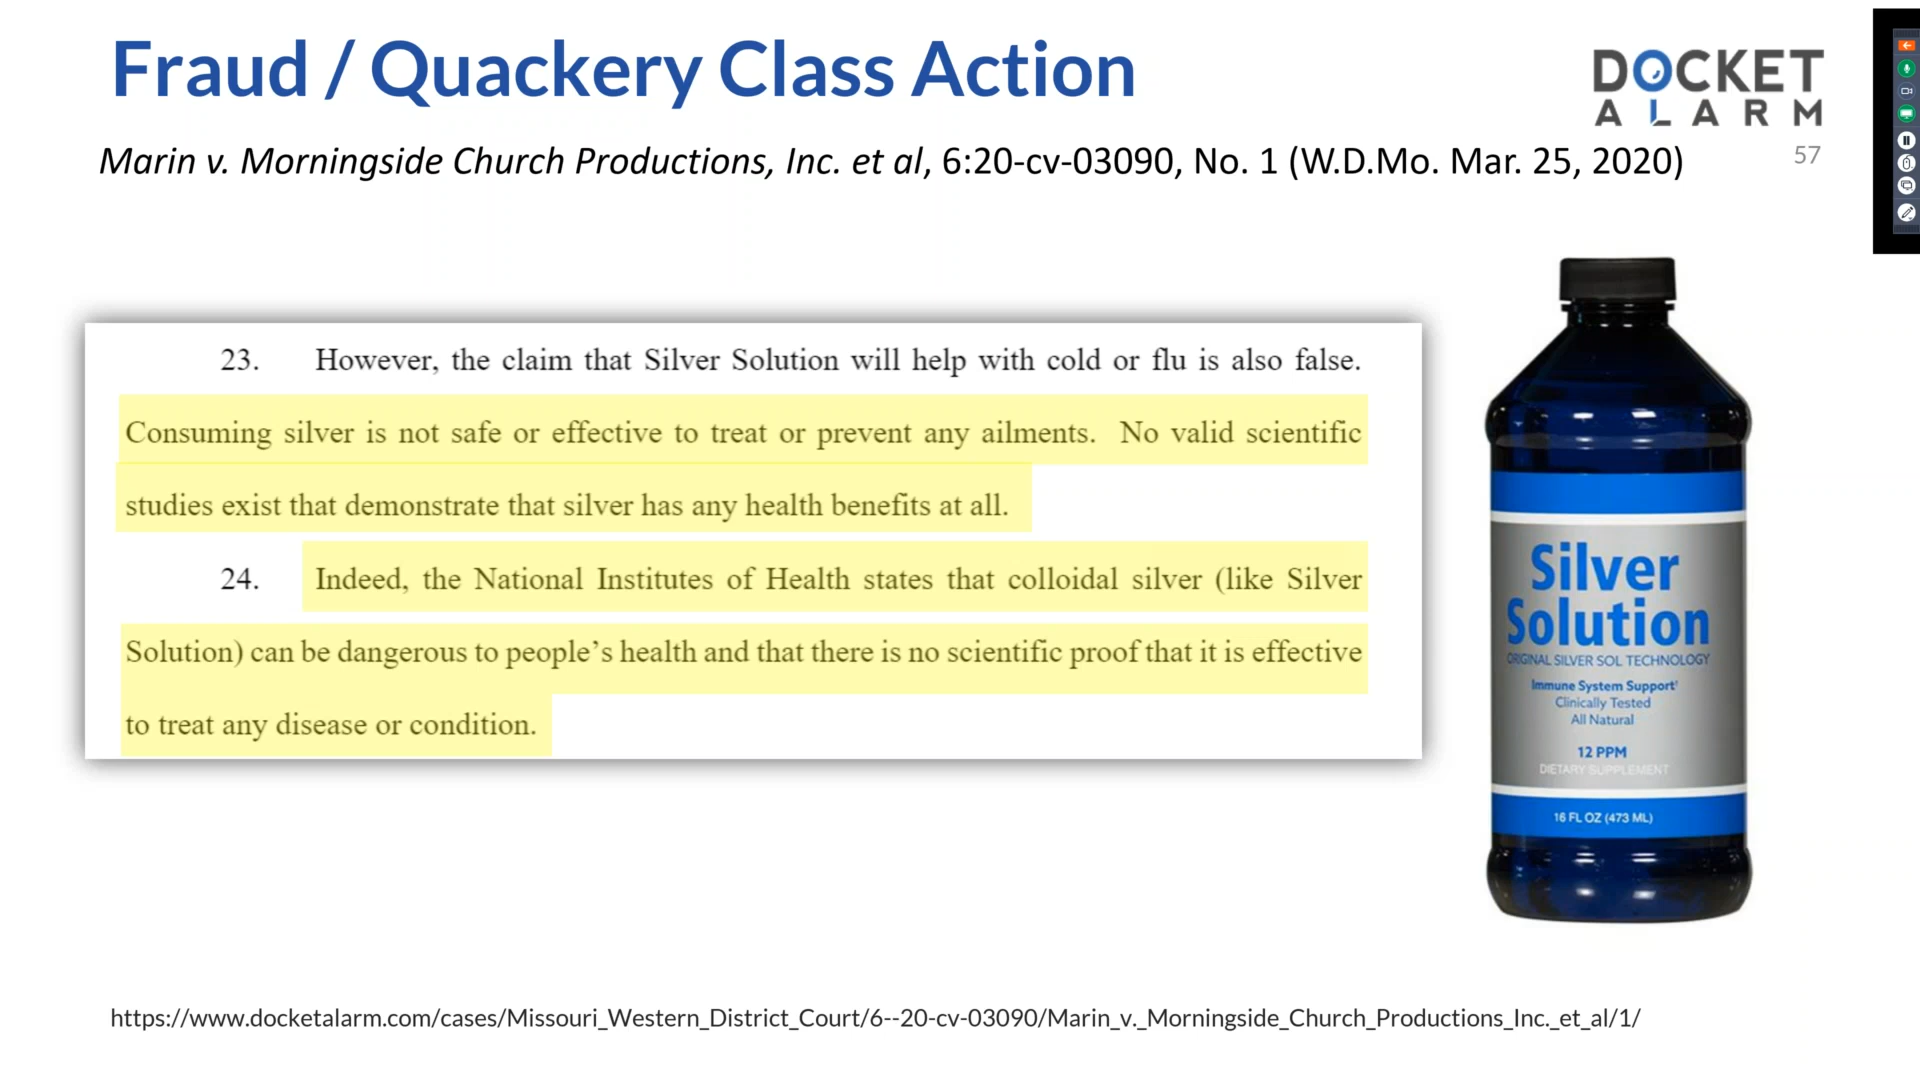 Fraud / Quackery Class Action
DOCKET
ALARM
Marin v. Morningside Church Productions, Inc. et al, 6:20-cv-03090, No. 1 (W.D.Mo. Mar. 25, 2020)
57
23. However, the claim that Silver Solution will help with cold or flu is also false.
Consuming silver is not safe or effective to treat or prevent any ailments. No valid scientific
studies exist that demonstrate that silver has any health benefits at all.
24. Indeed, the National Institutes of Health states that colloidal silver (like Silver
Solution) can be dangerous to people’s health and that there is no scientific proof that it is effective
to treat any disease or condition.
Silver
Solution
ORIGINAL SILVER SOL TECHNOLOGY
Immune System Support†
Clinically Tested
All Natural
12 PPM
DIETARY SUPPLEMENT
16 FL OZ (473 ML)
https://www.docketalarm.com/cases/Missouri_Western_District_Court/6--20-cv-03090/Marin_v._Morningside_Church_Productions_Inc._et_al/1/